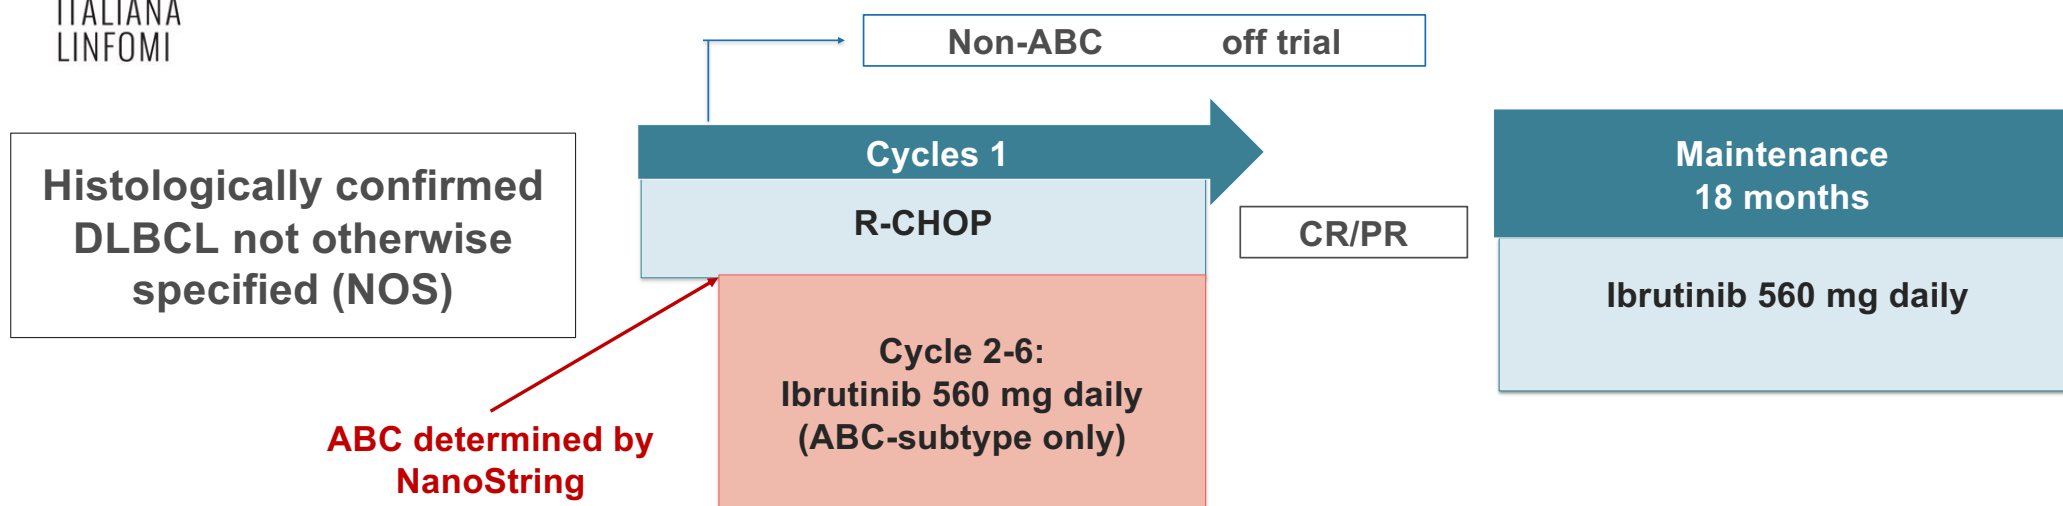 ITALIANA
LINFOMI
Non-ABC off trial
Histologically confirmed
DLBCL not otherwise
specified (NOS)
Cycles 1
R-CHOP
CR/PR
Maintenance
18 months
Ibrutinib 560 mg daily
Cycle 2-6:
Ibrutinib 560 mg daily
(ABC-subtype only)
ABC determined by
NanoString